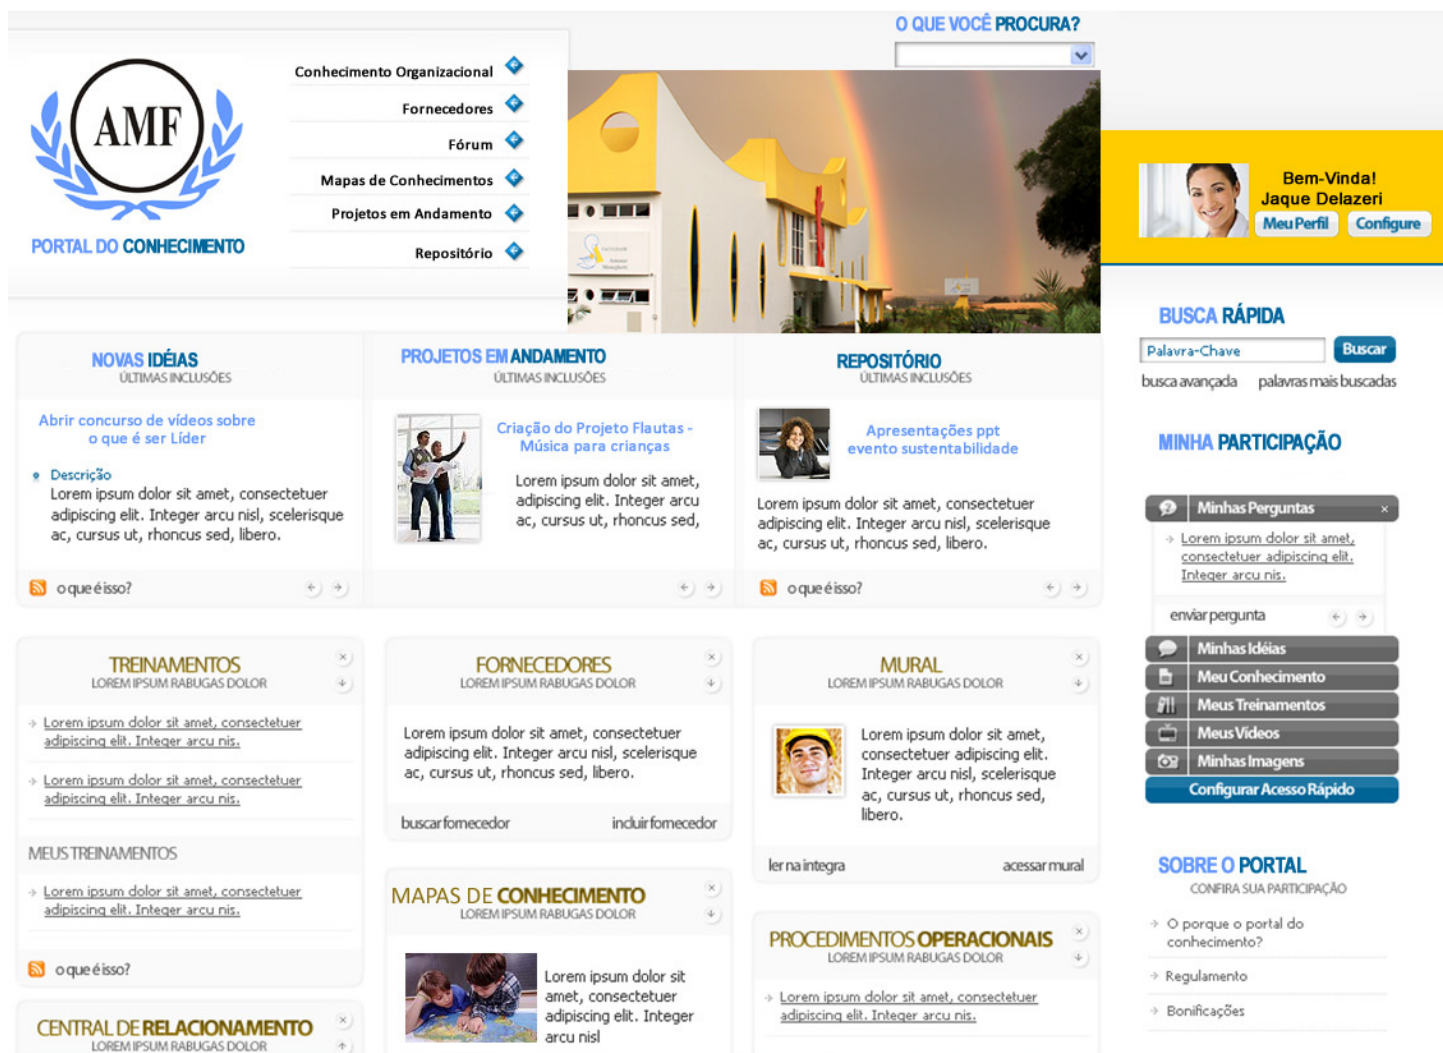 O QUE VOCÊ PROCURA?
AMF
PORTAL DO CONHECIMENTO
Conhecimento Organizacional
Fornecedores
Fórum
Mapas de Conhecimentos
Projetos em Andamento
Repositório
Bem-Vinda!
Jaque Delazeri
Meu Perfil
Configure
NOVAS IDÉIAS
ÚLTIMAS INCLUSÕES
Abrir concurso de vídeos sobre
o que é ser Líder
Descrição
Lorem ipsum dolor sit amet, consectetuer
adipiscing elit. Integer arcu nisl, scelerisque
ac, cursus ut, rhoncus sed, libero.
o que é isso?
PROJETOS EM ANDAMENTO
ÚLTIMAS INCLUSÕES
Criação do Projeto Flautas -
Música para crianças
Lorem ipsum dolor sit amet,
adipiscing elit. Integer arcu
ac, cursus ut, rhoncus sed,
REPOSITÓRIO
ÚLTIMAS INCLUSÕES
Apresentações ppt
evento sustentabilidade
Lorem ipsum dolor sit amet, consectetuer
adipiscing elit. Integer arcu nisl, scelerisque
ac, cursus ut, rhoncus sed, libero.
o que é isso?
BUSCA RÁPIDA
Palavra-Chave
Buscar
busca avançada
palavras mais buscadas
MINHA PARTICIPAÇÃO
Minhas Perguntas
Lorem ipsum dolor sit amet,
consectetuer adipiscing elit.
Integer arcu nis.
enviar pergunta
Minhas Idéias
Meu Conhecimento
Meus Treinamentos
Meus Vídeos
Minhas Imagens
Configurar Acesso Rápido
TREINAMENTOS
LOREM IPSUM RABUGAS DOLOR
Lorem ipsum dolor sit amet, consectetuer
adipiscing elit. Integer arcu nis.
Lorem ipsum dolor sit amet, consectetuer
adipiscing elit. Integer arcu nis.
MEUS TREINAMENTOS
Lorem ipsum dolor sit amet, consectetuer
adipiscing elit. Integer arcu nis.
o que é isso?
CENTRAL DE RELACIONAMENTO
LOREM IPSUM RABUGAS DOLOR
FORNECEDORES
LOREM IPSUM RABUGAS DOLOR
Lorem ipsum dolor sit amet, consectetuer
adipiscing elit. Integer arcu nisl, scelerisque
ac, cursus ut, rhoncus sed, libero.
buscar fornecedor
incluir fornecedor
MAPAS DE CONHECIMENTO
LOREM IPSUM RABUGAS DOLOR
Lorem ipsum dolor sit
amet, consectetuer
adipiscing elit. Integer
arcu nisl
MURAL
LOREM IPSUM RABUGAS DOLOR
Lorem ipsum dolor sit amet,
consectetuer adipiscing elit.
Integer arcu nisl, scelerisque
ac, cursus ut, rhoncus sed,
libero.
ler na integra
acessar mural
PROCEDIMENTOS OPERACIONAIS
LOREM IPSUM RABUGAS DOLOR
Lorem ipsum dolor sit amet, consectetuer
adipiscing elit. Integer arcu nis.
SOBRE O PORTAL
CONFIRA SUA PARTICIPAÇÃO
O porque o portal do
conhecimento?
Regulamento
Bonificações